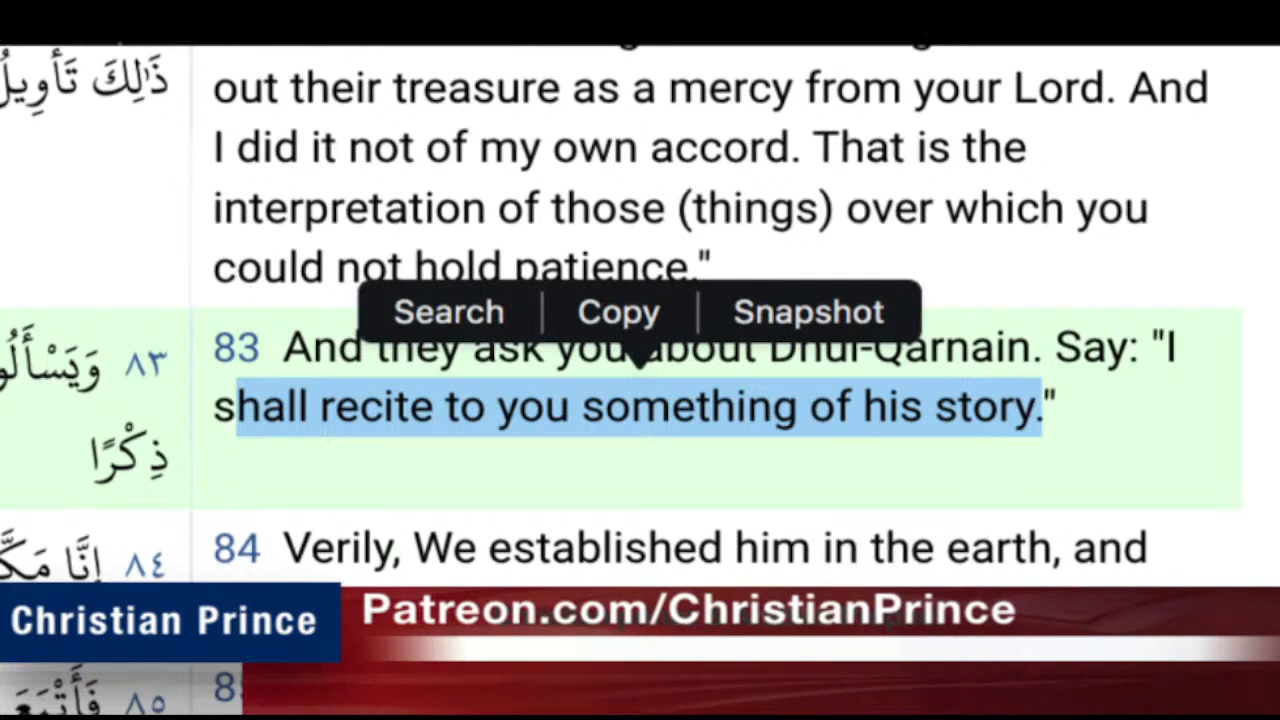 out their treasure as a mercy from your Lord. And
I did it not of my own accord. That is the
interpretation of those (things) over which you
could not hold patience."
ذَٰلِكَ تَأْوِيلُ
Search | Copy | Snapshot
83 And they ask you about Dhul-Qarnain. Say: "I
shall recite to you something of his story."
٨٣ وَيَسْأَلُو
ذِكْرًا
84 Verily, We established him in the earth, and
٨٤ إِنَّا مَكَّ
Christian Prince
Patreon.com/ChristianPrince
8
٨٥ فَأَتْبَعَ